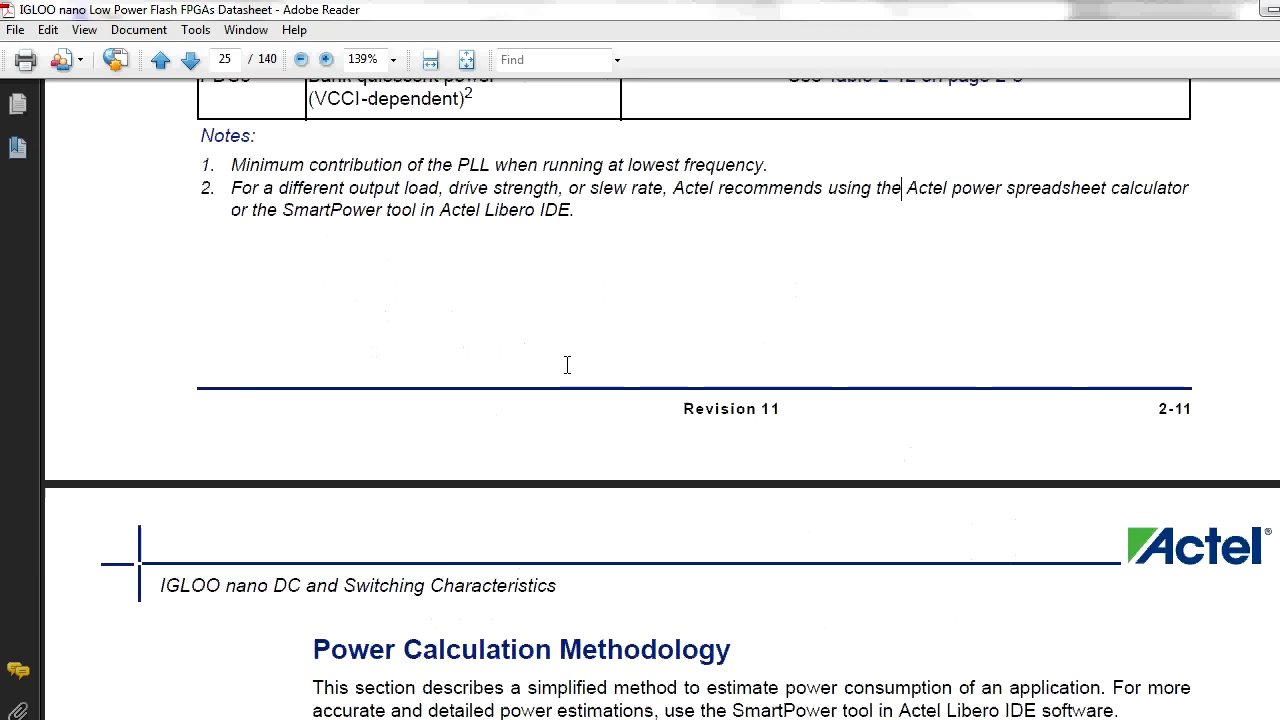 IGLOO nano Low Power Flash FPGAs Datasheet - Adobe Reader
File Edit View Document Tools Window Help
25 / 140 139% Find
(VCCI-dependent)2
Notes:
1. Minimum contribution of the PLL when running at lowest frequency.
2. For a different output load, drive strength, or slew rate, Actel recommends using the Actel power spreadsheet calculator
or the SmartPower tool in Actel Libero IDE.
Revision 11 2-11
Actel®
IGLOO nano DC and Switching Characteristics
Power Calculation Methodology
This section describes a simplified method to estimate power consumption of an application. For more
accurate and detailed power estimations, use the SmartPower tool in Actel Libero IDE software.